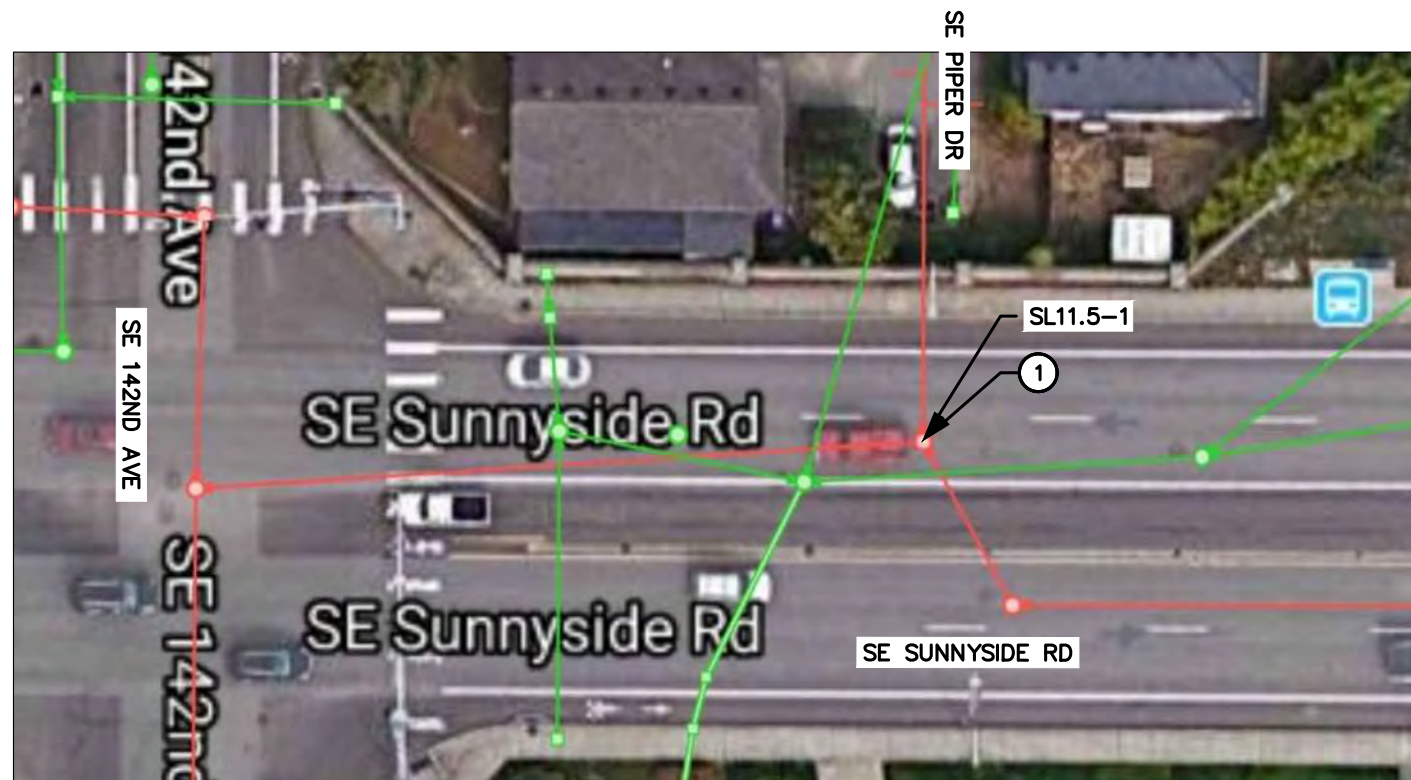 SE PIPER DR
42nd Ave
SE 142ND AVE
SL11.5-1
1
SE Sunnyside Rd
SE 142nd
SE Sunnyside Rd
SE SUNNYSIDE RD